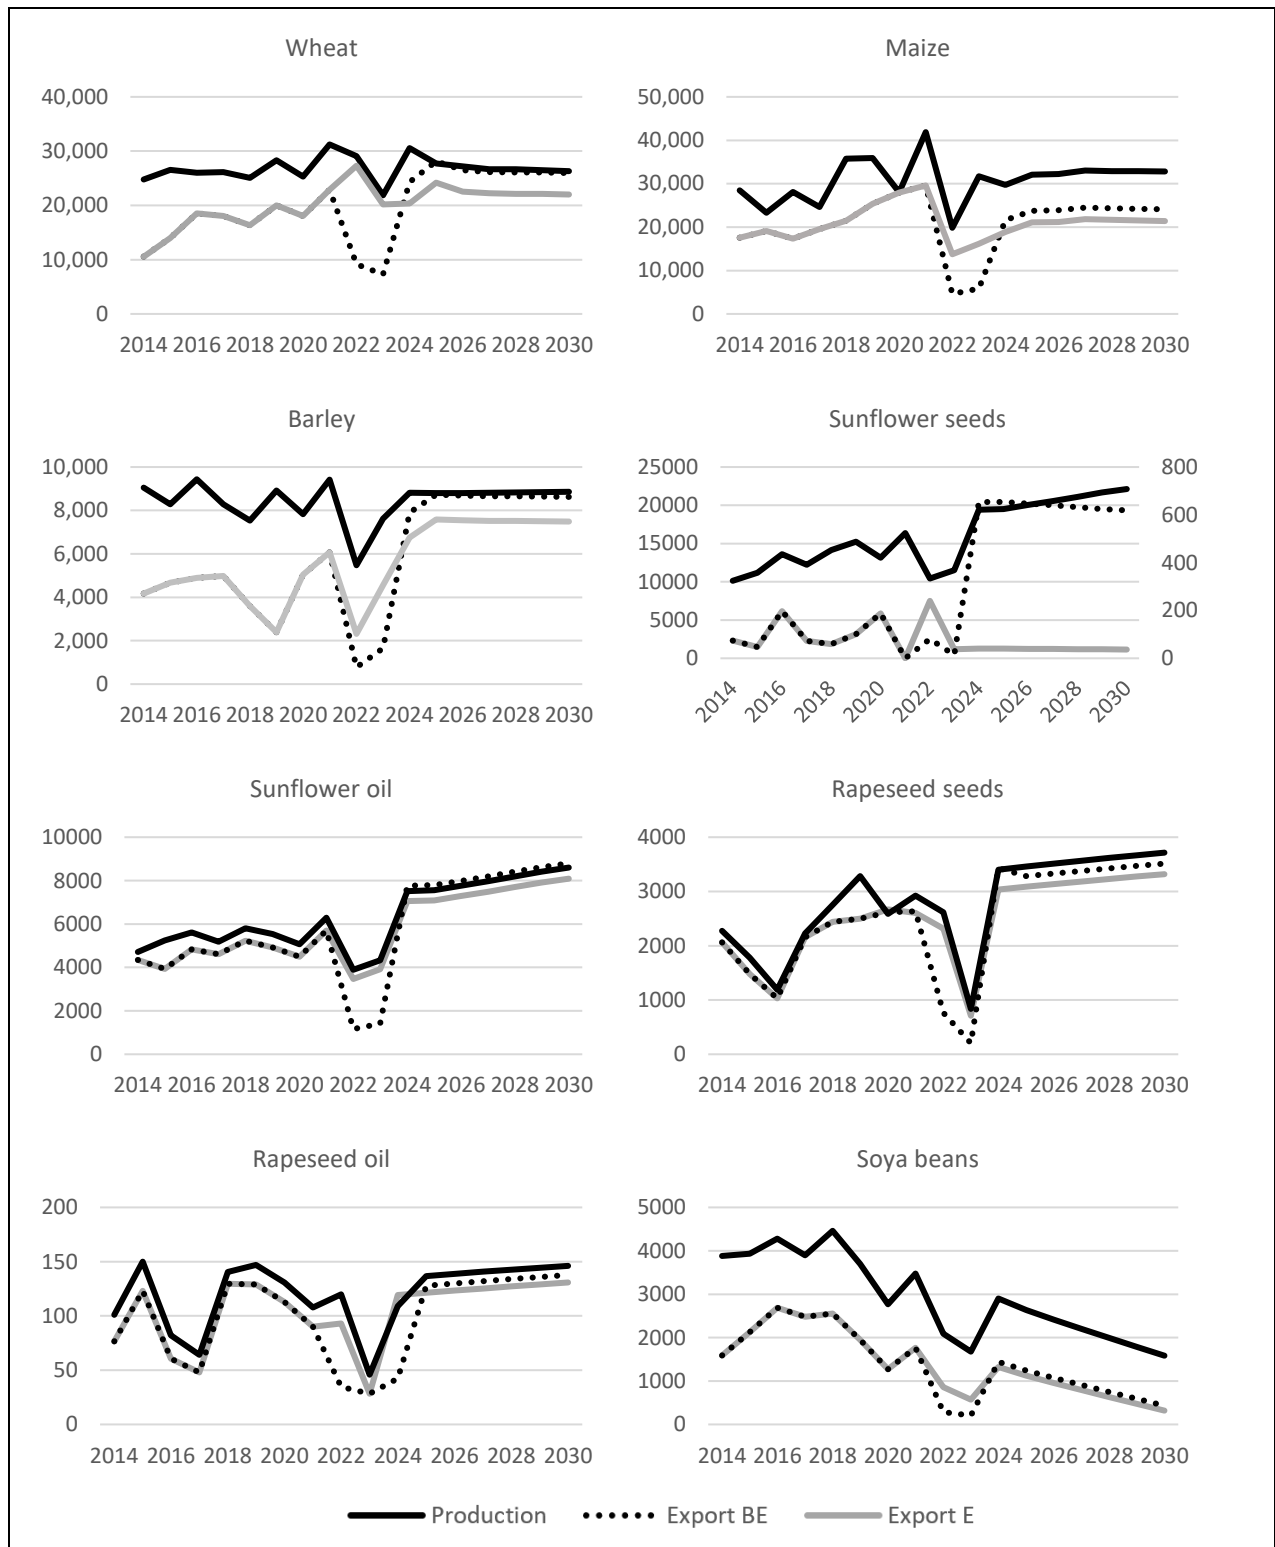 Wheat
40,000
30,000
20,000
10,000
0
2014 2016 2018 2020 2022 2024 2026 2028 2030
Maize
50,000
40,000
30,000
20,000
10,000
0
2014 2016 2018 2020 2022 2024 2026 2028 2030
Barley
10,000
8,000
6,000
4,000
2,000
0
2014 2016 2018 2020 2022 2024 2026 2028 2030
Sunflower seeds
25000
20000
15000
10000
5000
0
800
600
400
200
0
2014 2016 2018 2020 2022 2024 2026 2028 2030
Sunflower oil
10000
8000
6000
4000
2000
0
2014 2016 2018 2020 2022 2024 2026 2028 2030
Rapeseed seeds
4000
3000
2000
1000
0
2014 2016 2018 2020 2022 2024 2026 2028 2030
Rapeseed oil
200
150
100
50
0
2014 2016 2018 2020 2022 2024 2026 2028 2030
Soya beans
5000
4000
3000
2000
1000
0
2014 2016 2018 2020 2022 2024 2026 2028 2030
Production Export BE Export E